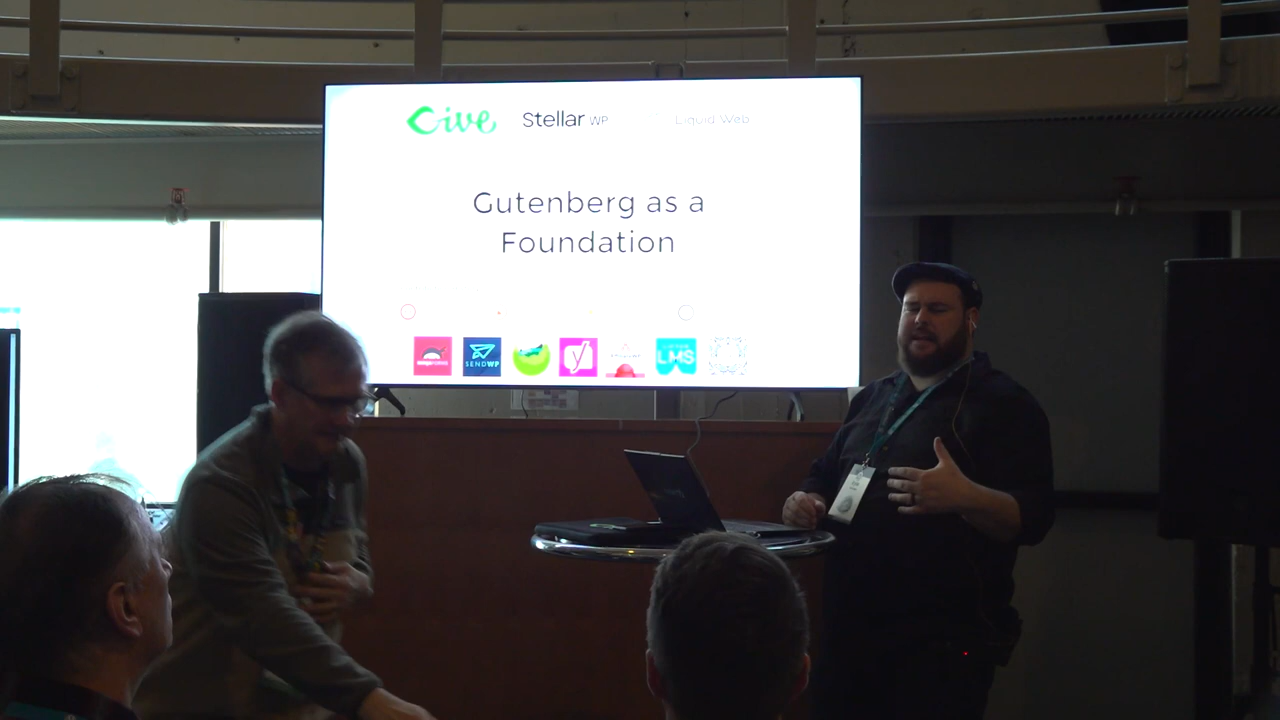 Give
Stellar WP
Liquid Web
Gutenberg as a
Foundation
SENDWP
LMS